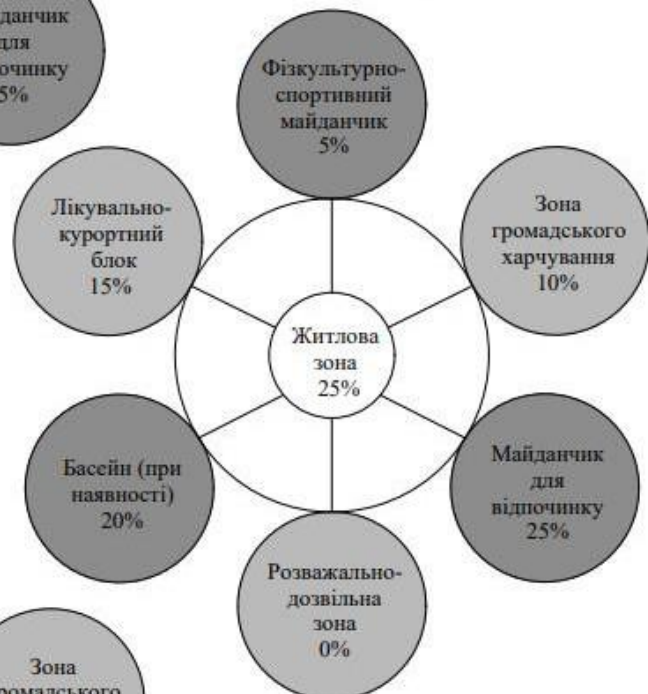 для
5%
Фізкультурно-
спортивний
майданчик
5%
Лікувально-
курортний
блок
15%
Зона
громадського
харчування
10%
Житлова
зона
25%
Басейн (при
наявності)
20%
Майданчик
для
відпочинку
25%
Розважально-
дозвільна
зона
0%
Зона